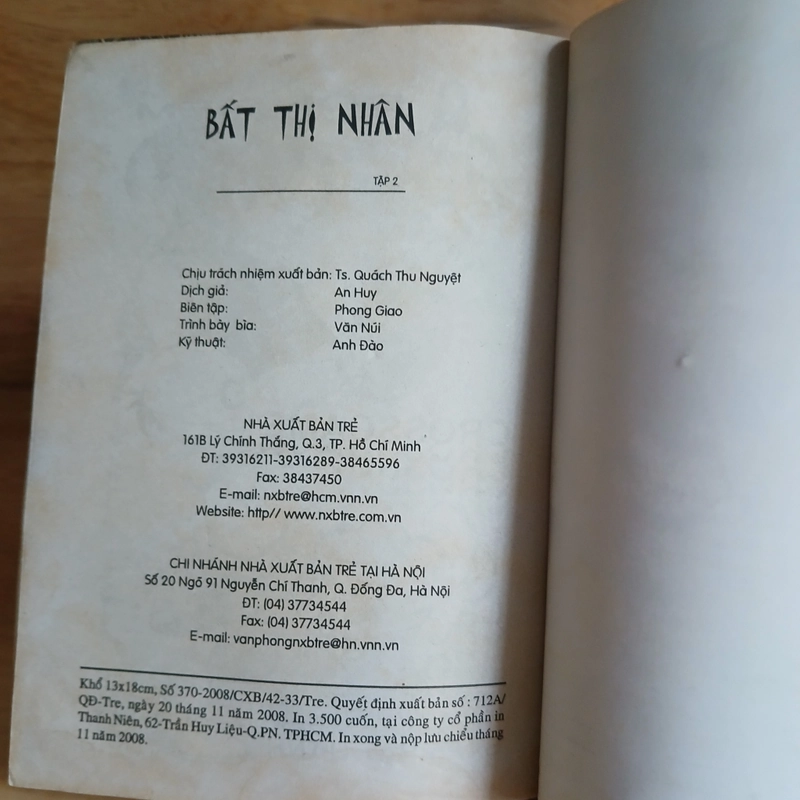 BẤT THỊ NHÂN
TẬP 2
Chịu trách nhiệm xuất bản: Ts. Quách Thu Nguyệt
Dịch giả: An Huy
Biên tập: Phong Giao
Trình bày bìa: Văn Núi
Kỹ thuật: Anh Đào
NHÀ XUẤT BẢN TRẺ
161B Lý Chính Thắng, Q.3, TP. Hồ Chí Minh
ĐT: 39316211-39316289-38465596
Fax: 38437450
E-mail: nxbtre@hcm.vnn.vn
Website: http// www.nxbtre.com.vn
CHI NHÁNH NHÀ XUẤT BẢN TRẺ TẠI HÀ NỘI
Số 20 Ngõ 91 Nguyễn Chí Thanh, Q. Đống Đa, Hà Nội
ĐT: (04) 37734544
Fax: (04) 37734544
E-mail: vanphongnxbtre@hn.vnn.vn
Khổ 13x18cm, Số 370-2008/CXB/42-33/Tre. Quyết định xuất bản số : 712A/
QĐ-Tre, ngày 20 tháng 11 năm 2008. In 3.500 cuốn, tại công ty cổ phần in
Thanh Niên, 62-Trần Huy Liệu-Q.PN. TPHCM. In xong và nộp lưu chiểu tháng
11 năm 2008.